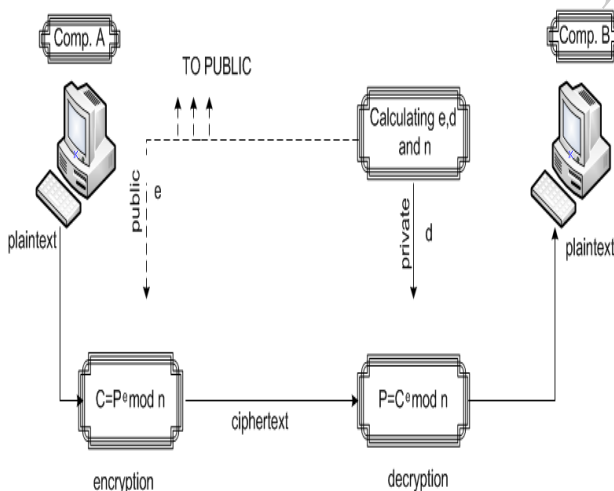 Comp. A
Comp. B
TO PUBLIC
Calculating e,d
and n
public
e
private
d
plaintext
plaintext
C=Pᵉmod n
ciphertext
P=Cᵉmod n
encryption
decryption